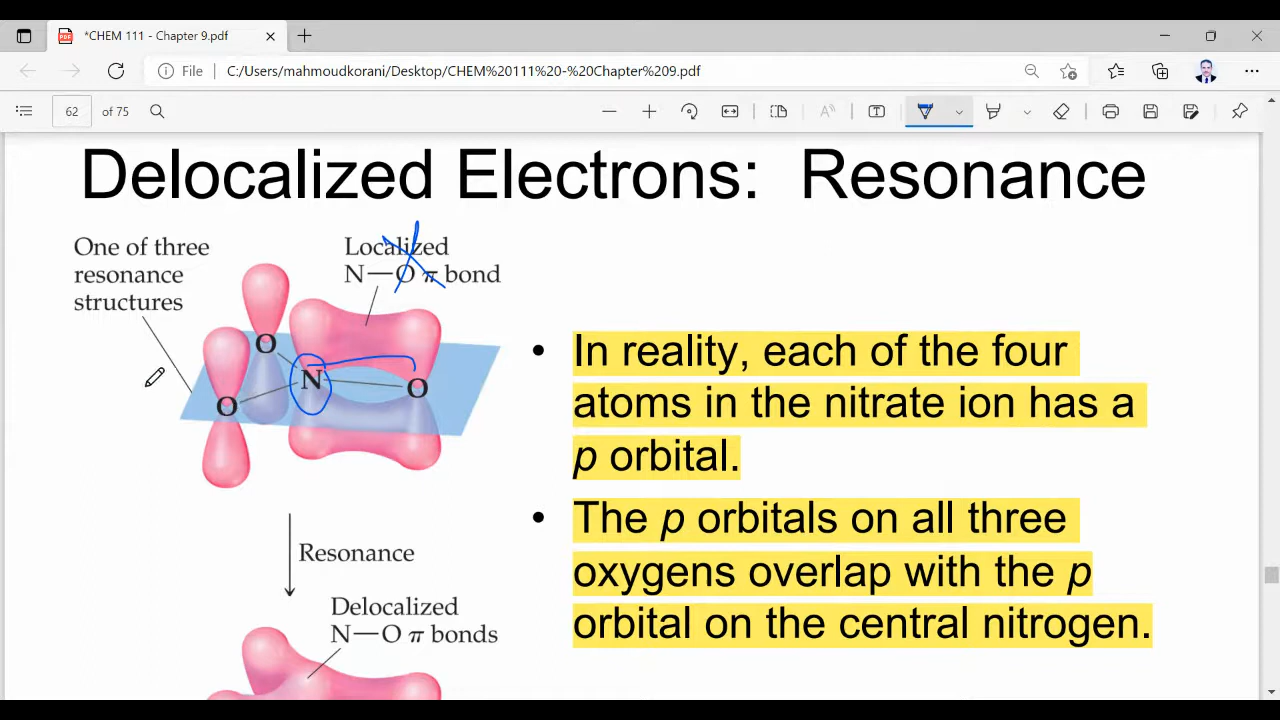 *CHEM 111 - Chapter 9.pdf
File C:/Users/mahmoudkorani/Desktop/CHEM%20111%20-%20Chapter%209.pdf
62 of 75
Delocalized Electrons: Resonance
One of three
resonance
structures
Localized
N—O π bond
O
N
O
O
Resonance
Delocalized
N—O π bonds
• In reality, each of the four
atoms in the nitrate ion has a
p orbital.
• The p orbitals on all three
oxygens overlap with the p
orbital on the central nitrogen.